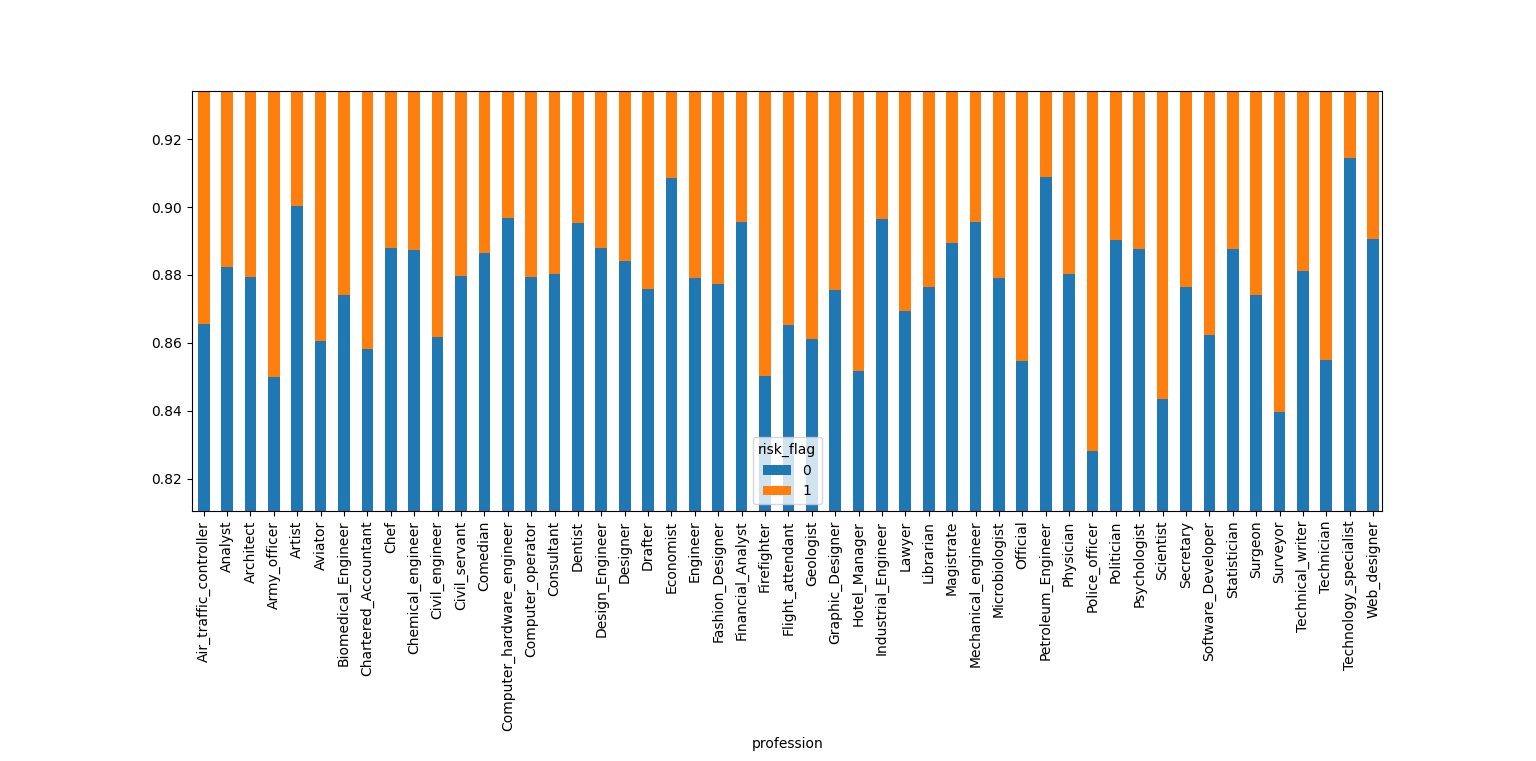 0.92
0.90
0.88
0.86
0.84
0.82
risk_flag
0
1
Air_traffic_controller
Analyst
Architect
Army_officer
Artist
Aviator
Biomedical_Engineer
Chartered_Accountant
Chef
Chemical_engineer
Civil_engineer
Civil_servant
Comedian
Computer_hardware_engineer
Computer_operator
Consultant
Dentist
Design_Engineer
Designer
Drafter
Economist
Engineer
Fashion_Designer
Financial_Analyst
Firefighter
Flight_attendant
Geologist
Graphic_Designer
Hotel_Manager
Industrial_Engineer
Lawyer
Librarian
Magistrate
Mechanical_engineer
Microbiologist
Official
Petroleum_Engineer
Physician
Police_officer
Politician
Psychologist
Scientist
Secretary
Software_Developer
Statistician
Surgeon
Surveyor
Technical_writer
Technician
Technology_specialist
Web_designer
profession